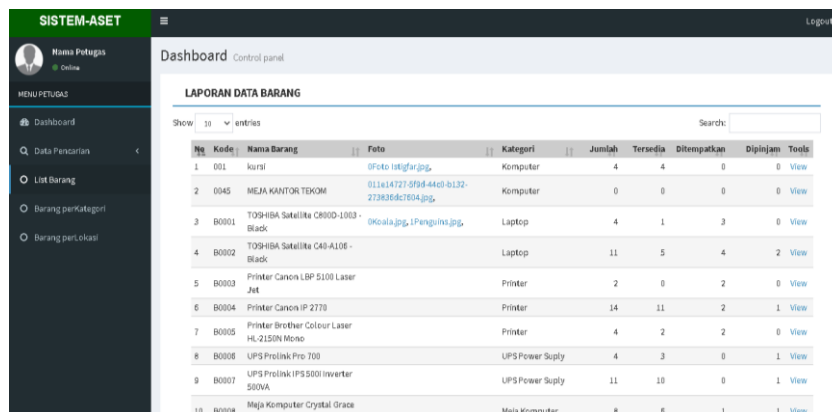 SISTEM-ASET
Logout
Nama Petugas
Online
Dashboard Control panel
MENU PETUGAS
Dashboard
Data Pencarian
List Barang
Barang perKategori
Barang perLokasi
LAPORAN DATA BARANG
Show 10 entries Search:
No Kode Nama Barang Foto Kategori Jumlah Tersedia Ditempatkan Dipinjam Tools
1 001 kursi 0Foto Istigfar.jpg, Komputer 4 4 0 0 View
2 0045 MEJA KANTOR TEKOM 011e14727-5f9d-44c0-b132-
273836dc7604.jpg, Komputer 0 0 0 0 View
3 B0001 TOSHIBA Satellite C800D-1003 -
Black 0Koala.jpg, 1Penguins.jpg, Laptop 4 1 3 0 View
4 B0002 TOSHIBA Satellite C40-A106 -
Black Laptop 11 5 4 2 View
5 B0003 Printer Canon LBP 5100 Laser
Jet Printer 2 0 2 0 View
6 B0004 Printer Canon IP 2770 Printer 14 11 2 1 View
7 B0005 Printer Brother Colour Laser
HL-2150N Mono Printer 4 2 2 0 View
8 B0006 UPS Prolink Pro 700 UPS Power Suply 4 3 0 1 View
9 B0007 UPS Prolink IPS 500i Inverter
500VA UPS Power Suply 11 10 0 1 View
10 B0008 Meja Komputer Crystal Grace Meja Komputer 8 6 1 1 View